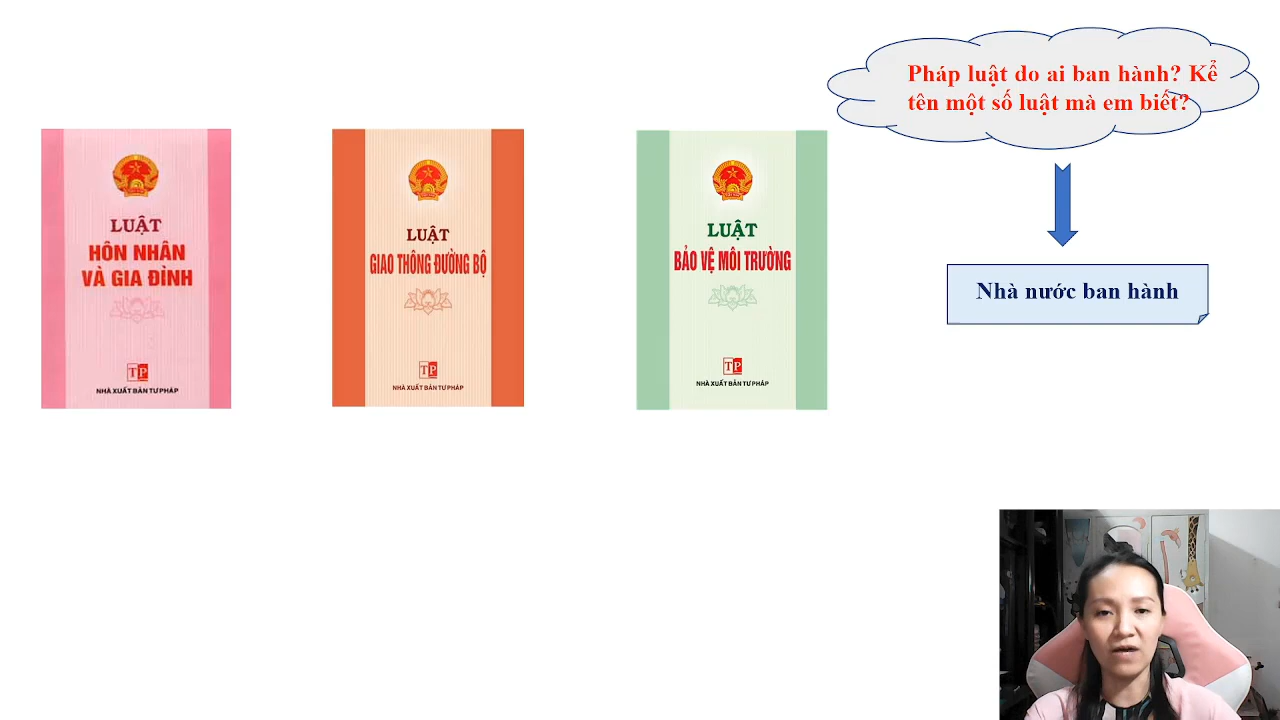 Pháp luật do ai ban hành? Kể
tên một số luật mà em biết?
Nhà nước ban hành
LUẬT
HÔN NHÂN
VÀ GIA ĐÌNH
TP
NHÀ XUẤT BẢN TƯ PHÁP
LUẬT
GIAO THÔNG ĐƯỜNG BỘ
TP
NHÀ XUẤT BẢN TƯ PHÁP
LUẬT
BẢO VỆ MÔI TRƯỜNG
TP
NHÀ XUẤT BẢN TƯ PHÁP